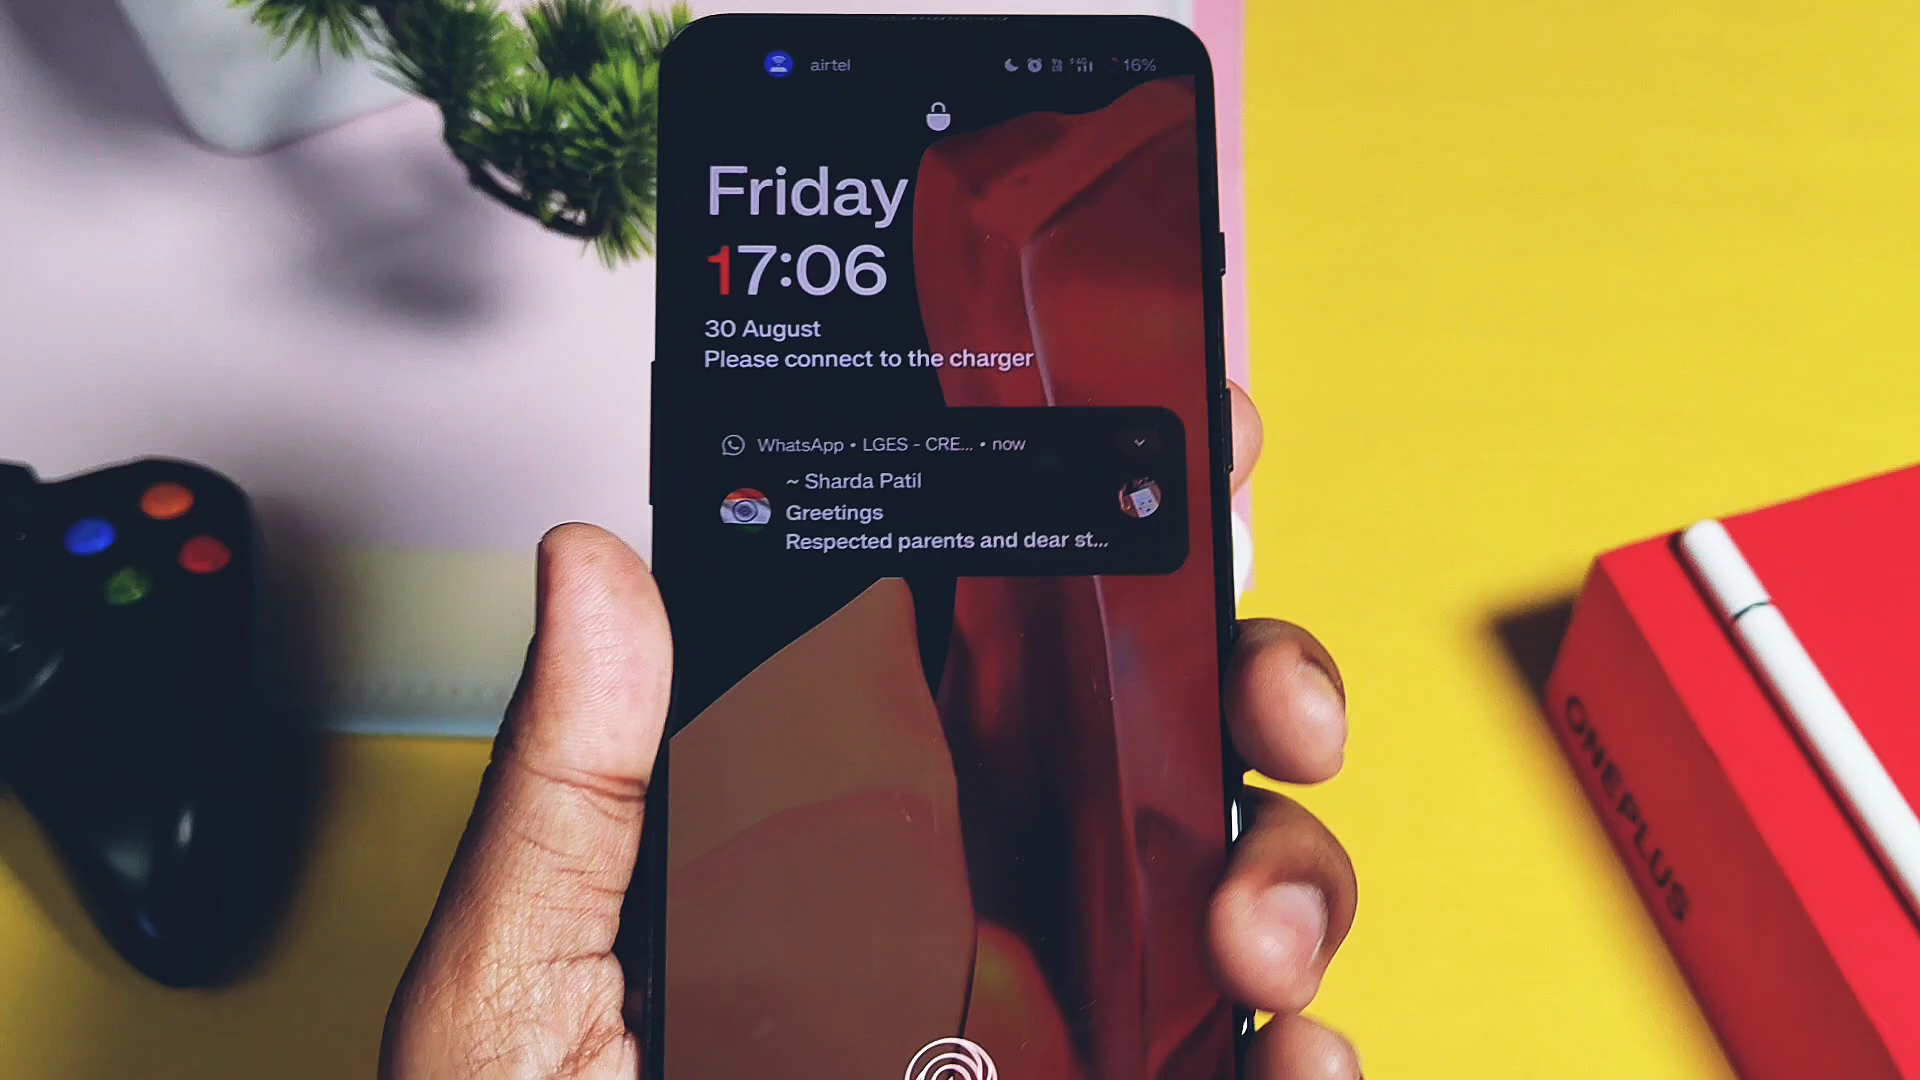 airtel
16%
Friday
17:06
30 August
Please connect to the charger
WhatsApp • LGES - CRE... • now
~ Sharda Patil
Greetings
Respected parents and dear st...
ONEPLUS